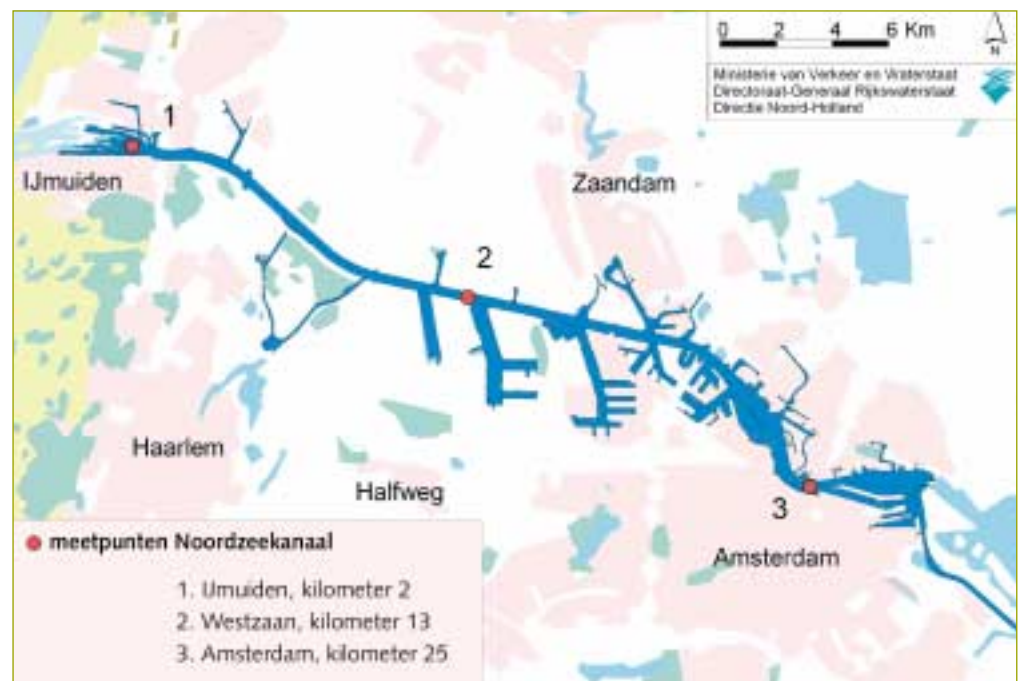 0 2 4 6 Km
N
Ministerie van Verkeer en Waterstaat
Directoraat-Generaal Rijkswaterstaat
Directie Noord-Holland
1
IJmuiden
Zaandam
2
Haarlem
Halfweg
3
Amsterdam
meetpunten Noordzeekanaal
1. IJmuiden, kilometer 2
2. Westzaan, kilometer 13
3. Amsterdam, kilometer 25